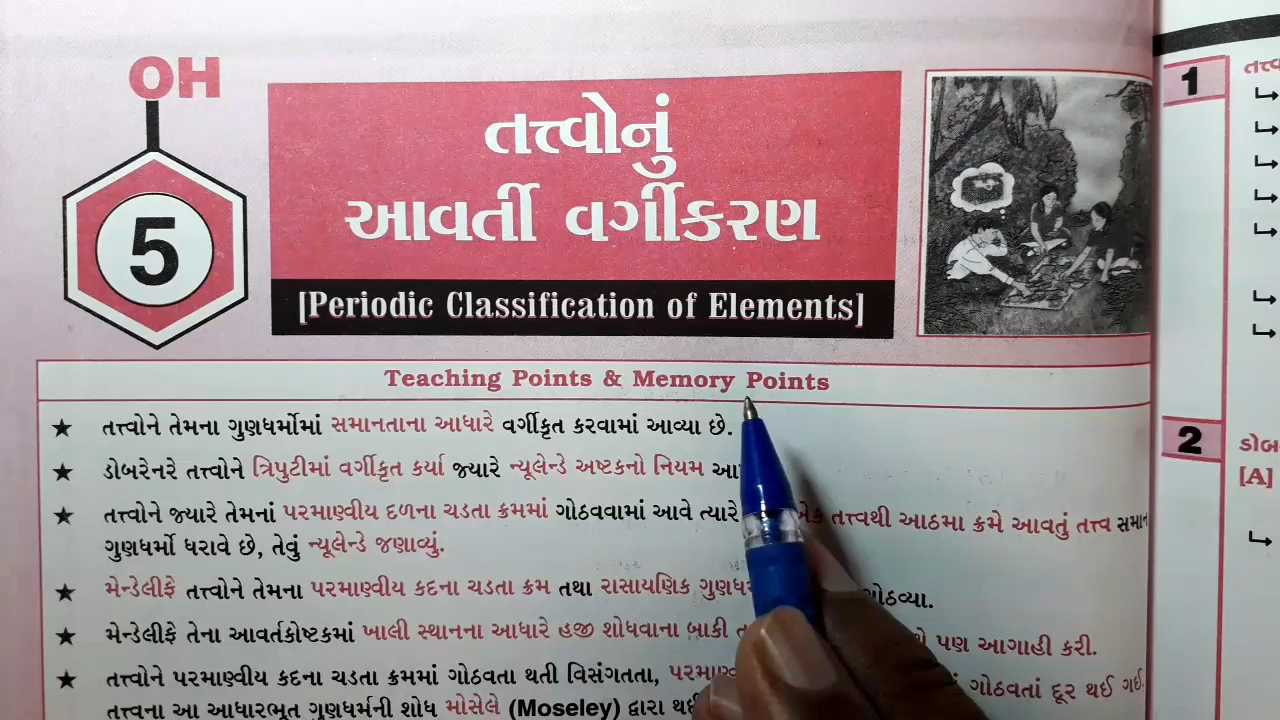 OH
5
તત્ત્વોનું
આવર્તી વર્ગીકરણ
[Periodic Classification of Elements]
Teaching Points & Memory Points
★ તત્ત્વોને તેમના ગુણધર્મોમાં સમાનતાના આધારે વર્ગીકૃત કરવામાં આવ્યા છે.
★ ડોબરેનરે તત્ત્વોને ત્રિપુટીમાં વર્ગીકૃત કર્યા જ્યારે ન્યૂલેન્ડે અષ્ટકનો નિયમ
★ તત્ત્વોને જ્યારે તેમનાં પરમાણ્વીય દળના ચડતા ક્રમમાં ગોઠવવામાં આવે ત્યારે તત્ત્વથી આઠમા ક્રમે આવતું તત્ત્વ
ગુણધર્મો ધરાવે છે, તેવું ન્યૂલેન્ડે જણાવ્યું.
★ મેન્ડેલીફે તત્ત્વોને તેમના પરમાણ્વીય કદના ચડતા ક્રમ તથા રાસાયણિક
★ મેન્ડેલીફે તેના આવર્તકોષ્ટકમાં ખાલી સ્થાનના આધારે હજી શોધવાના બાકી પણ આગાહી કરી.
★ તત્ત્વોને પરમાણ્વીય કદના ચડતા ક્રમમાં ગોઠવતા થતી વિસંગતતા, ગોઠવતાં દૂર થઈ ગઈ.
તત્ત્વના આ આધારભૂત ગુણધર્મની શોધ મોસેલે (Moseley) દ્વારા
1
2
[A]